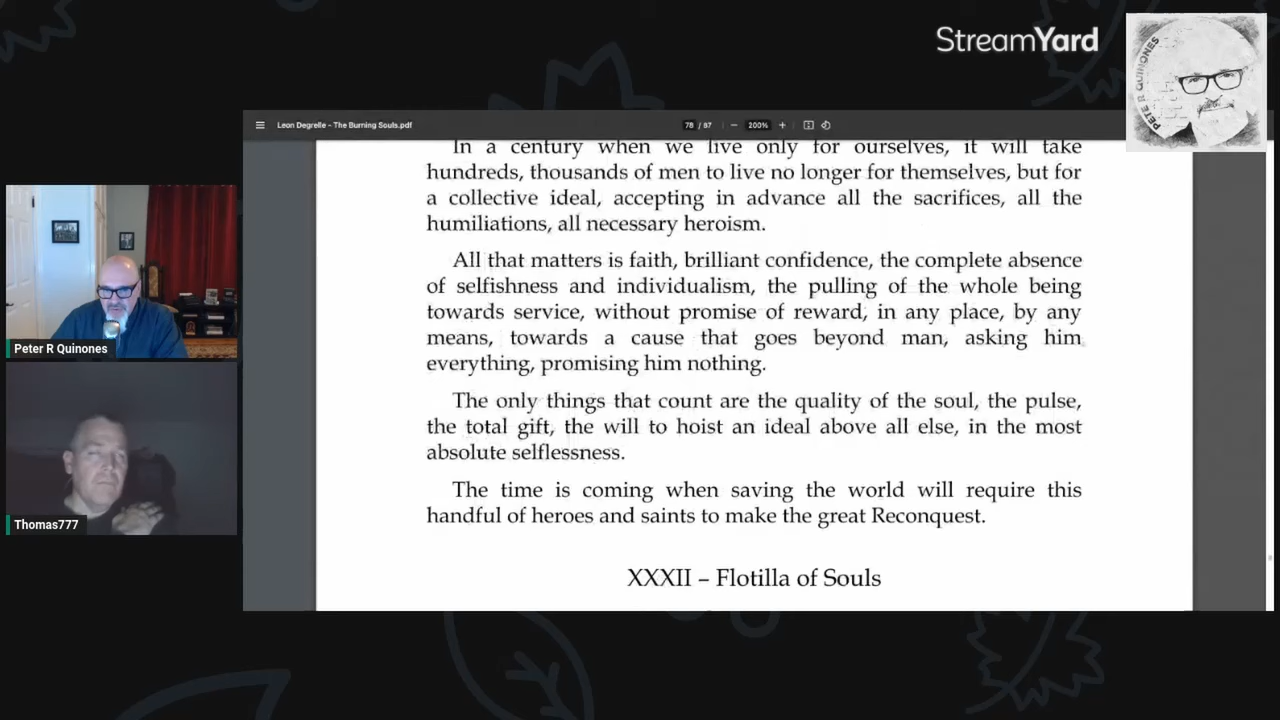 StreamYard
PETE R QUINONES
Leon Degrelle - The Burning Souls.pdf
78 / 87
200%
In a century when we live only for ourselves, it will take
hundreds, thousands of men to live no longer for themselves, but for
a collective ideal, accepting in advance all the sacrifices, all the
humiliations, all necessary heroism.
All that matters is faith, brilliant confidence, the complete absence
of selfishness and individualism, the pulling of the whole being
towards service, without promise of reward, in any place, by any
means, towards a cause that goes beyond man, asking him
everything, promising him nothing.
The only things that count are the quality of the soul, the pulse,
the total gift, the will to hoist an ideal above all else, in the most
absolute selflessness.
The time is coming when saving the world will require this
handful of heroes and saints to make the great Reconquest.
XXXII – Flotilla of Souls
Peter R Quinones
Thomas777